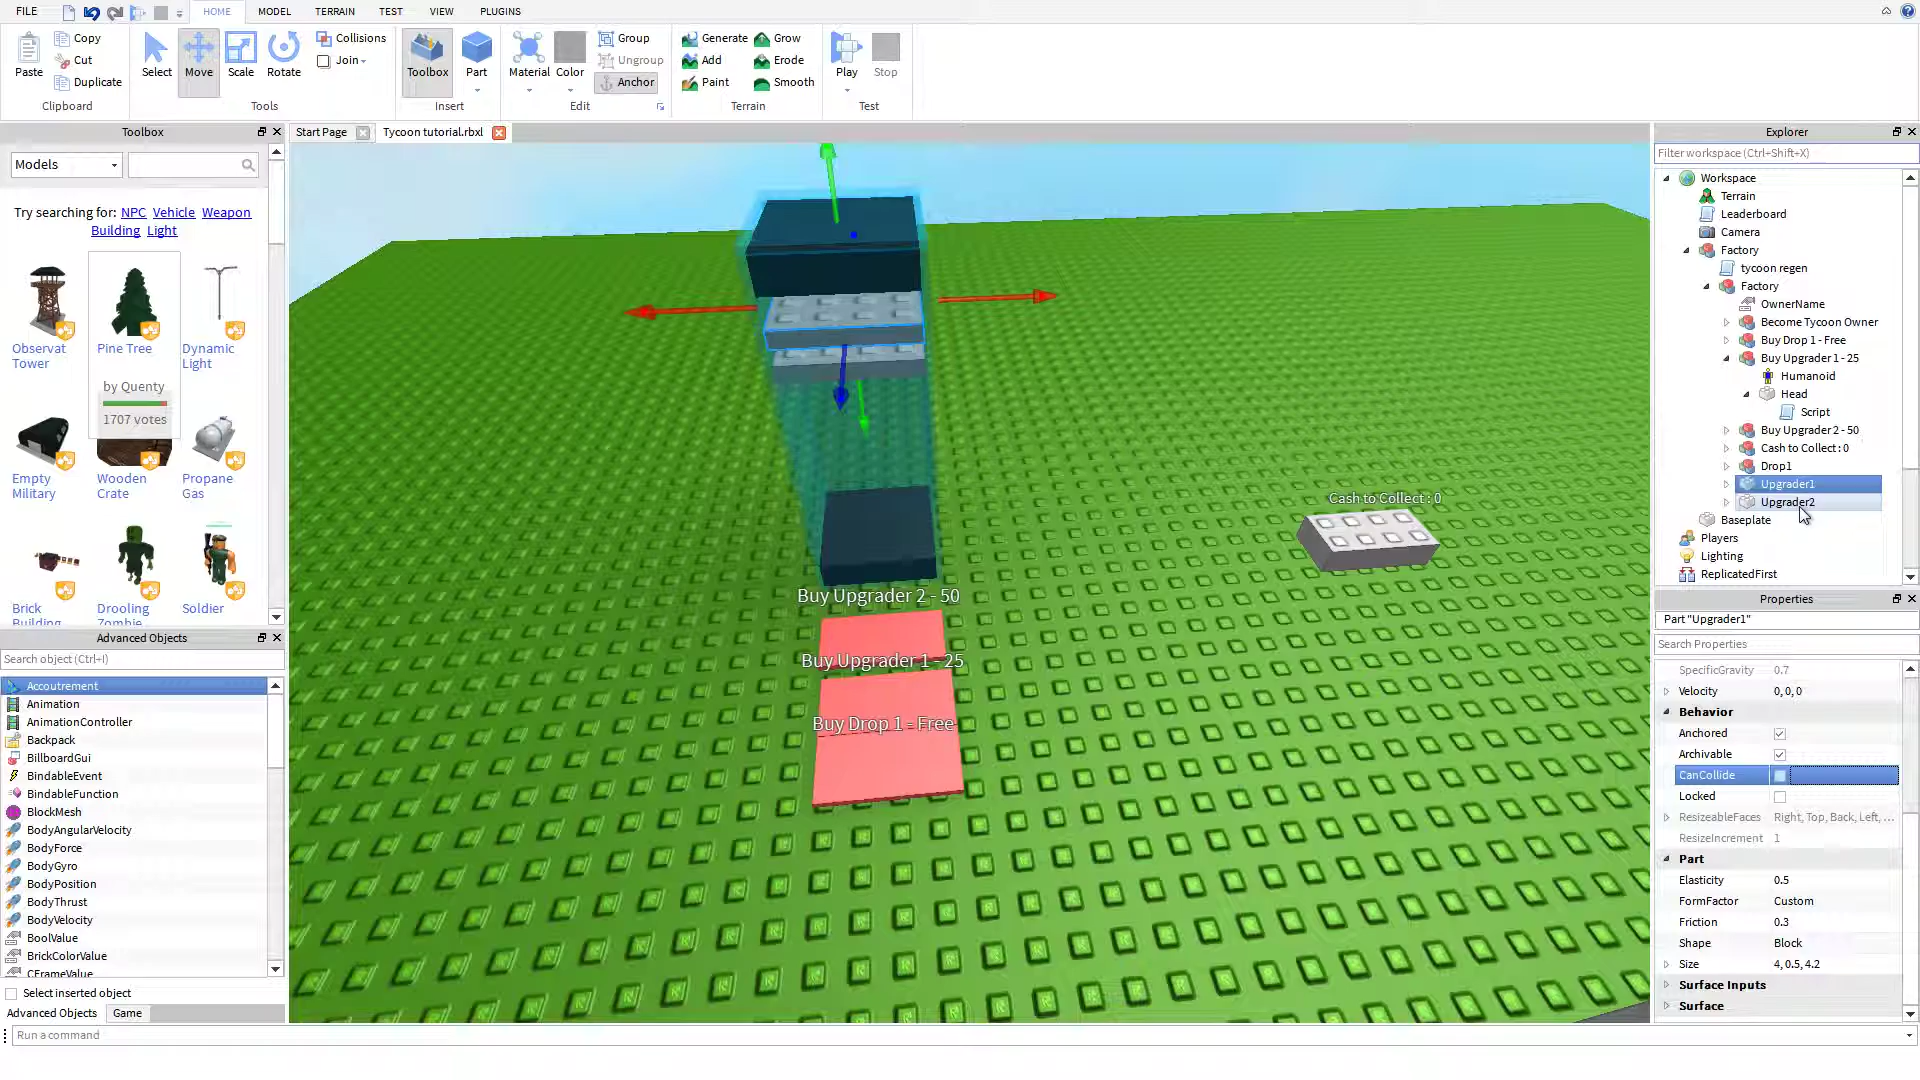 FILE
HOME
MODEL
TERRAIN
TEST
VIEW
PLUGINS
Paste
Copy
Cut
Duplicate
Clipboard
Select
Move
Scale
Rotate
Collisions
Join
Tools
Toolbox
Part
Insert
Material
Color
Group
Ungroup
Anchor
Edit
Generate
Grow
Add
Erode
Paint
Smooth
Terrain
Play
Stop
Test
Toolbox
Models
Try searching for: NPC Vehicle Weapon
Building Light
Observat
Tower
Pine Tree
Dynamic
Light
by Quenty
1707 votes
Empty
Military
Wooden
Crate
Propane
Gas
Brick
Building
Drooling
Zombie
Soldier
Advanced Objects
Search object (Ctrl+I)
Accoutrement
Animation
AnimationController
Backpack
BillboardGui
BindableEvent
BindableFunction
BlockMesh
BodyAngularVelocity
BodyForce
BodyGyro
BodyPosition
BodyThrust
BodyVelocity
BoolValue
BrickColorValue
CFrameValue
Select inserted object
Advanced Objects
Game
Run a command
Start Page
Tycoon tutorial.rbxl
Cash to Collect : 0
Buy Upgrader 2 - 50
Buy Upgrader 1 - 25
Buy Drop 1 - Free
Explorer
Filter workspace (Ctrl+Shift+X)
Workspace
Terrain
Leaderboard
Camera
Factory
tycoon regen
Factory
OwnerName
Become Tycoon Owner
Buy Drop 1 - Free
Buy Upgrader 1 - 25
Humanoid
Head
Script
Buy Upgrader 2 - 50
Cash to Collect : 0
Drop1
Upgrader1
Upgrader2
Baseplate
Players
Lighting
ReplicatedFirst
Properties
Part "Upgrader1"
Search Properties
SpecificGravity 0.7
Velocity 0, 0, 0
Behavior
Anchored
Archivable
CanCollide
Locked
ResizeableFaces Right, Top, Back, Left, ...
ResizeIncrement 1
Part
Elasticity 0.5
FormFactor Custom
Friction 0.3
Shape Block
Size 4, 0.5, 4.2
Surface Inputs
Surface